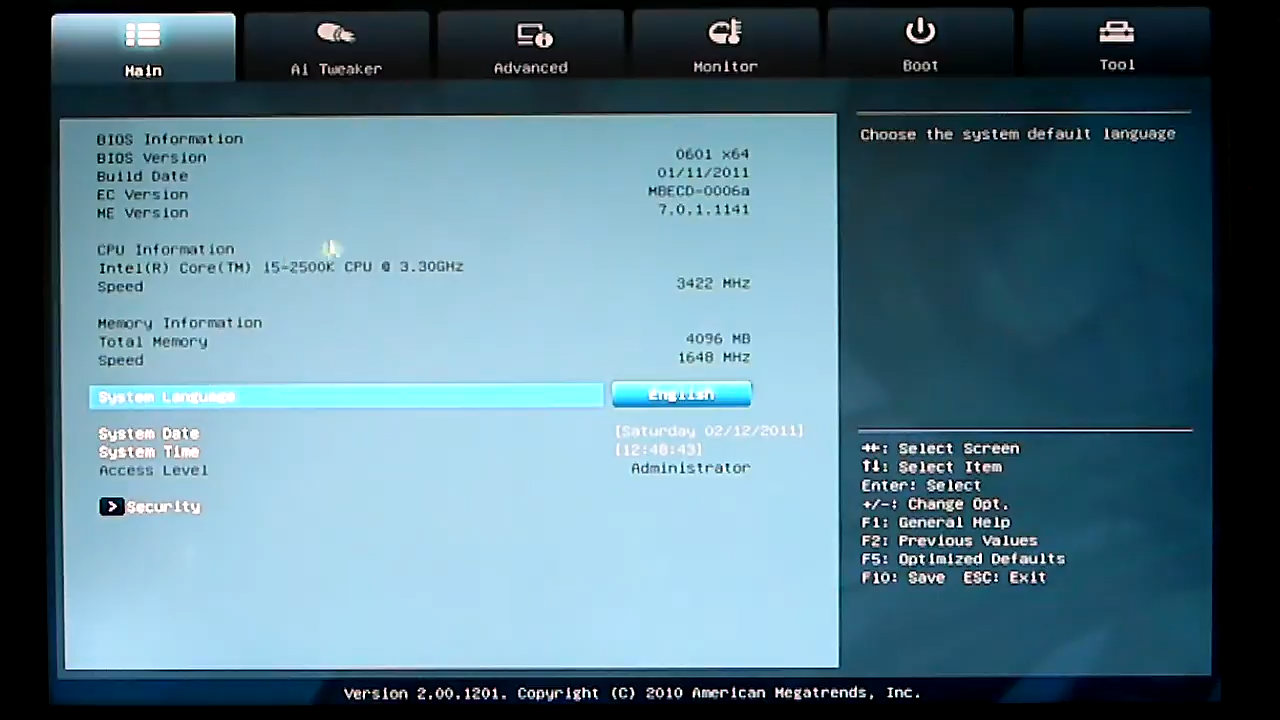 Main
Ai Tweaker
Advanced
Monitor
Boot
Tool
BIOS Information
BIOS Version 0601 x64
Build Date 01/11/2011
EC Version MBECD-0006a
ME Version 7.0.1.1141
CPU Information
Intel(R) Core(TM) i5-2500K CPU @ 3.30GHz
Speed 3422 MHz
Memory Information
Total Memory 4096 MB
Speed 1648 MHz
System Language English
System Date [Saturday 02/12/2011]
System Time [12:48:43]
Access Level Administrator
> Security
Choose the system default language
→←: Select Screen
↑↓: Select Item
Enter: Select
+/-: Change Opt.
F1: General Help
F2: Previous Values
F5: Optimized Defaults
F10: Save ESC: Exit
Version 2.00.1201. Copyright (C) 2010 American Megatrends, Inc.